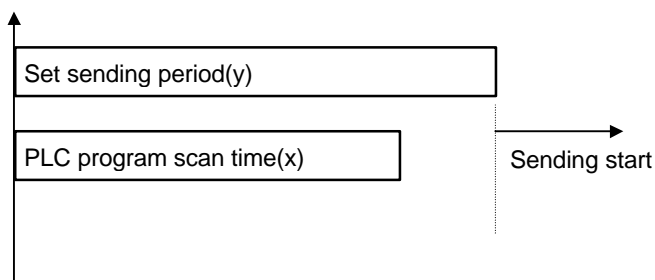 Set sending period(y)
PLC program scan time(x)
Sending start